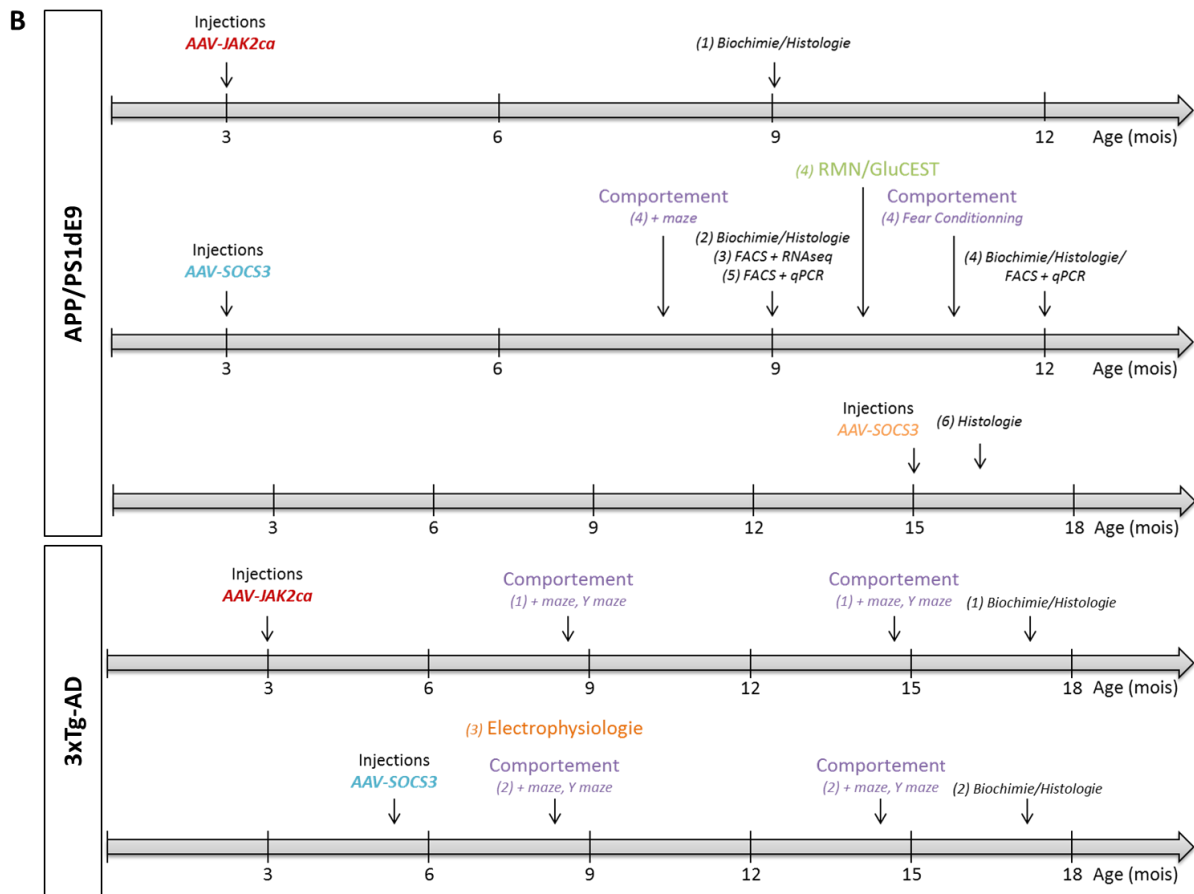 B
APP/PS1dE9
Injections
AAV-JAK2ca
(1) Biochimie/Histologie
3
6
9
12
Age (mois)
(4) RMN/GluCEST
Comportement
(4) + maze
Comportement
(4) Fear Conditionning
Injections
AAV-SOCS3
(2) Biochimie/Histologie
(3) FACS + RNAseq
(5) FACS + qPCR
(4) Biochimie/Histologie/
FACS + qPCR
3
6
9
12
Age (mois)
Injections
AAV-SOCS3
(6) Histologie
3
6
9
12
15
18
Age (mois)
3xTg-AD
Injections
AAV-JAK2ca
Comportement
(1) + maze, Y maze
Comportement
(1) + maze, Y maze
(1) Biochimie/Histologie
3
6
9
12
15
18
Age (mois)
(3) Electrophysiologie
Injections
AAV-SOCS3
Comportement
(2) + maze, Y maze
Comportement
(2) + maze, Y maze
(2) Biochimie/Histologie
3
6
9
12
15
18
Age (mois)